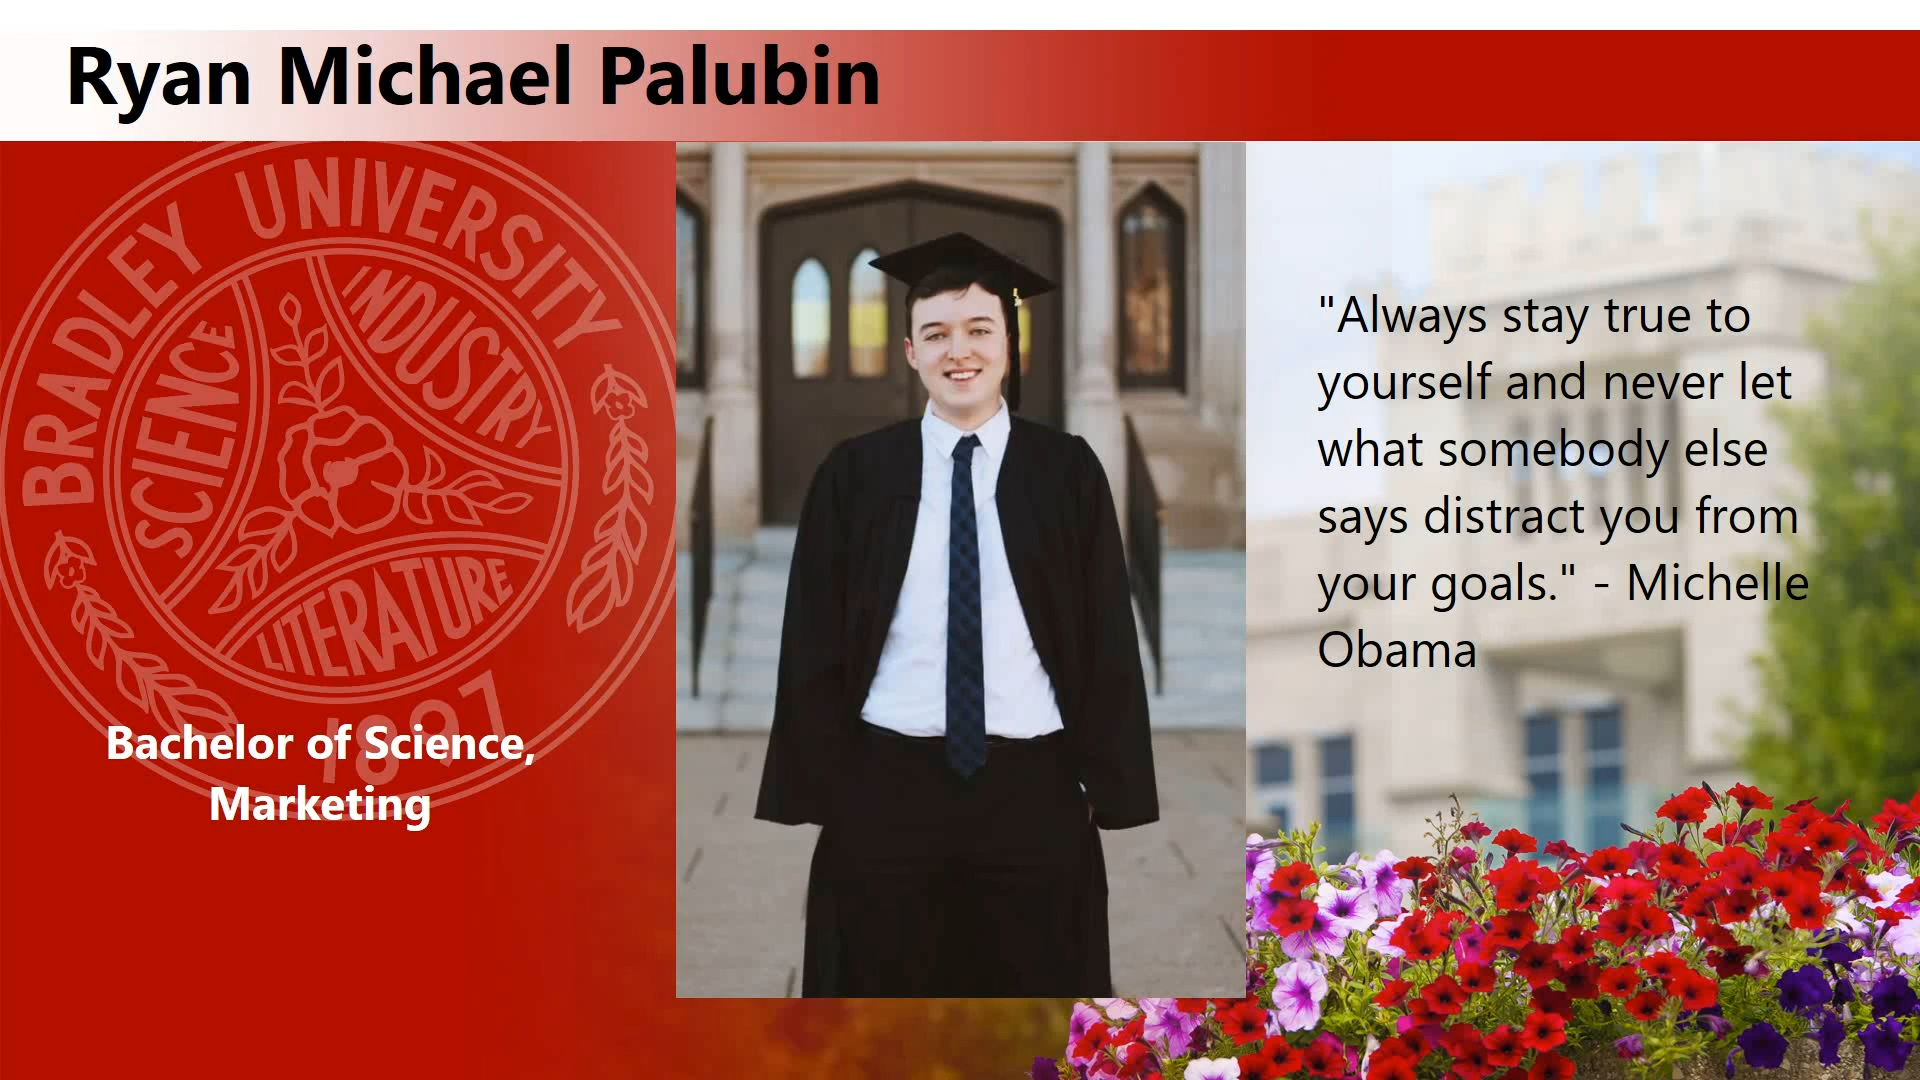 Ryan Michael Palubin
BRADLEY UNIVERSITY
SCIENCE
INDUSTRY
LITERATURE
1897
Bachelor of Science,
Marketing
"Always stay true to
yourself and never let
what somebody else
says distract you from
your goals." - Michelle
Obama